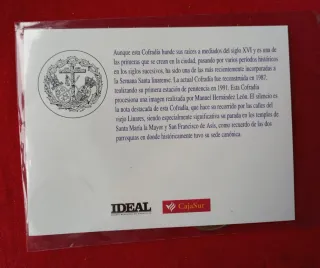 Aunque esta Cofradía hunde sus raíces a mediados del siglo XVI y es una de
las primeras que se crean en la ciudad, pasando por varios períodos históricos
en los siglos sucesivos, ha sido una de las más recientemente incorporadas a
la Semana Santa linarense. La actual Cofradía fue reconstruida en 1987,
realizando su primera estación de penitencia en 1991. Esta Cofradía
procesiona una imagen realizada por Manuel Hernández León. El silencio es
la nota destacada de esta Cofradía, que hace su recorrido por las calles del
viejo Linares, siendo especialmente significativa su parada en los templos de
Santa María la Mayor y San Francisco de Asís, como recuerdo de las dos
parroquias en donde históricamente tuvo su sede canónica.
IDEAL
CajaSur